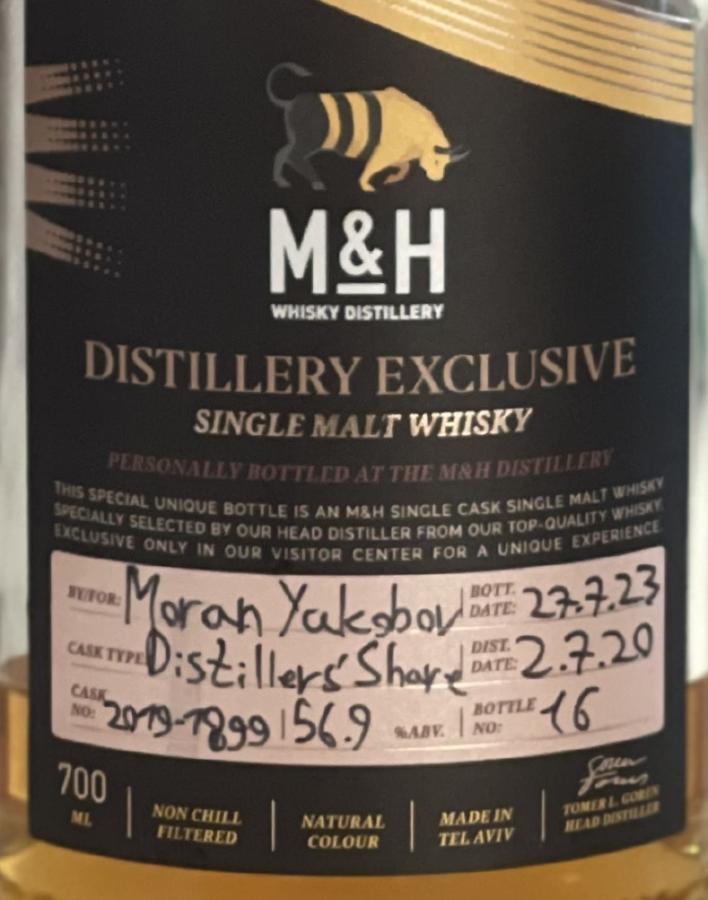 M&H
WHISKY DISTILLERY
DISTILLERY EXCLUSIVE
SINGLE MALT WHISKY
PERSONALLY BOTTLED AT THE M&H DISTILLERY
THIS SPECIAL UNIQUE BOTTLE IS AN M&H SINGLE CASK SINGLE MALT WHISKY
SPECIALLY SELECTED BY OUR HEAD DISTILLER FROM OUR TOP-QUALITY WHISKY.
EXCLUSIVE ONLY IN OUR VISITOR CENTER FOR A UNIQUE EXPERIENCE.
BY/FOR: Moran Yakobov BOTT. DATE: 27.7.23
CASK TYPE Distillers' Share DIST. DATE: 2.7.20
CASK NO: 2019-1899 | 56.9 %ABV. | BOTTLE NO: 16
700 ML
NON CHILL FILTERED
NATURAL COLOUR
MADE IN TEL AVIV
TOMER L. GOREN
HEAD DISTILLER